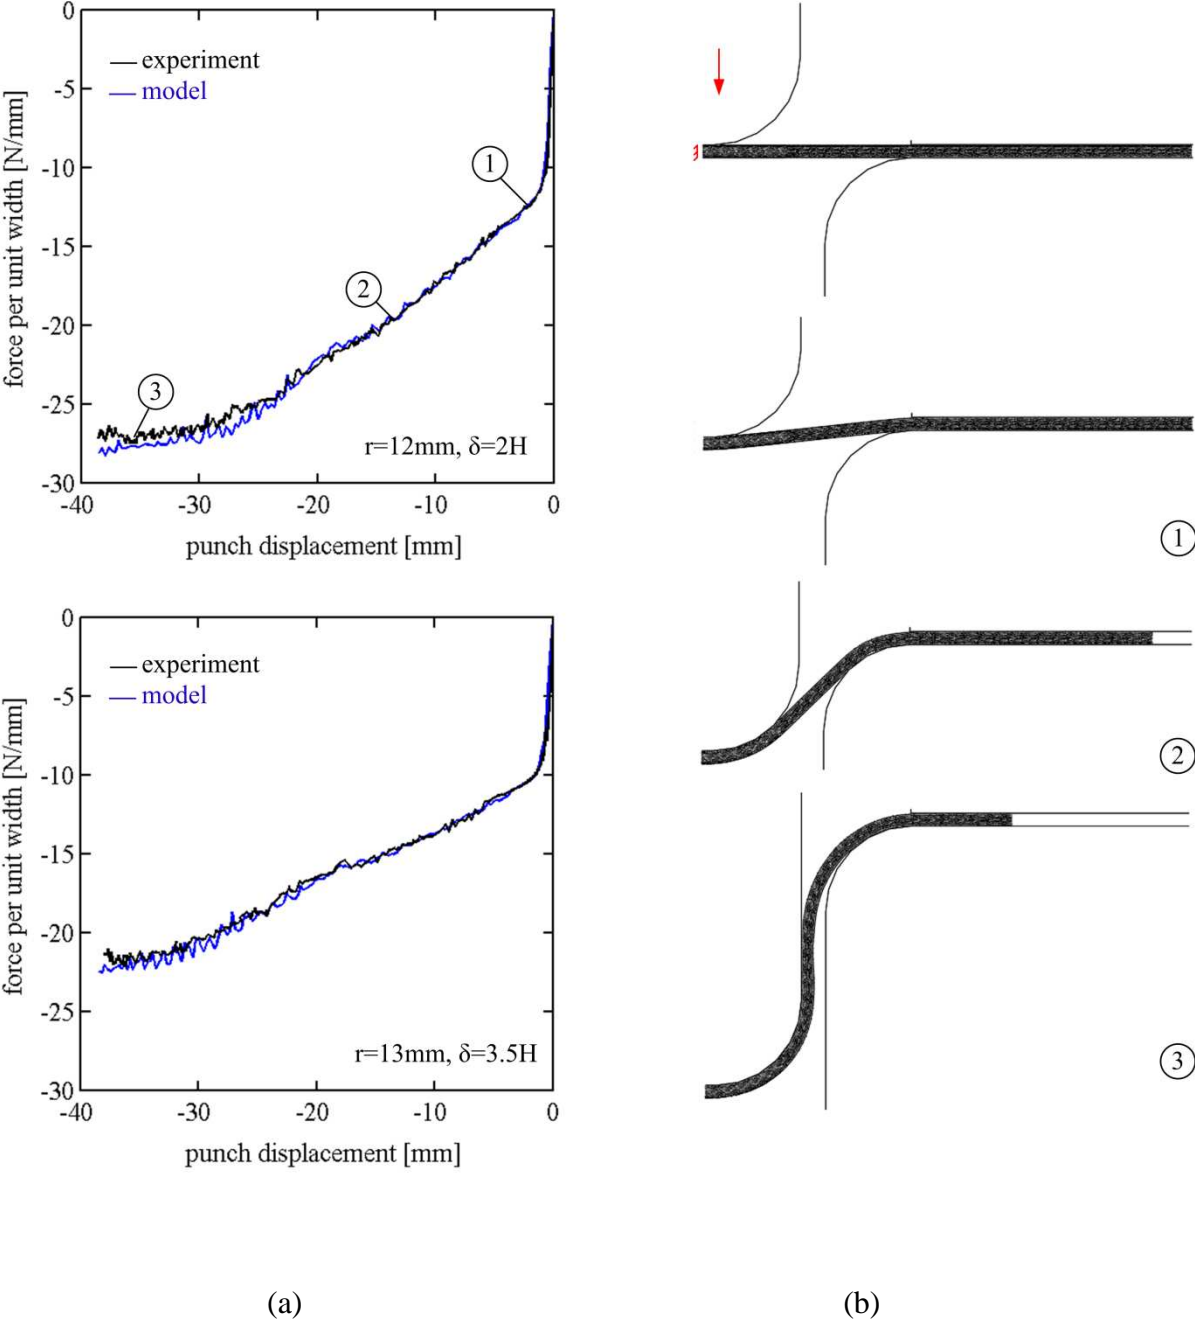 0
-5
-10
-15
-20
-25
-30
force per unit width [N/mm]
experiment
model
1
2
3
r=12mm, δ=2H
-40 -30 -20 -10 0
punch displacement [mm]
0
-5
-10
-15
-20
-25
-30
force per unit width [N/mm]
experiment
model
r=13mm, δ=3.5H
-40 -30 -20 -10 0
punch displacement [mm]
(a)
1
2
3
(b)